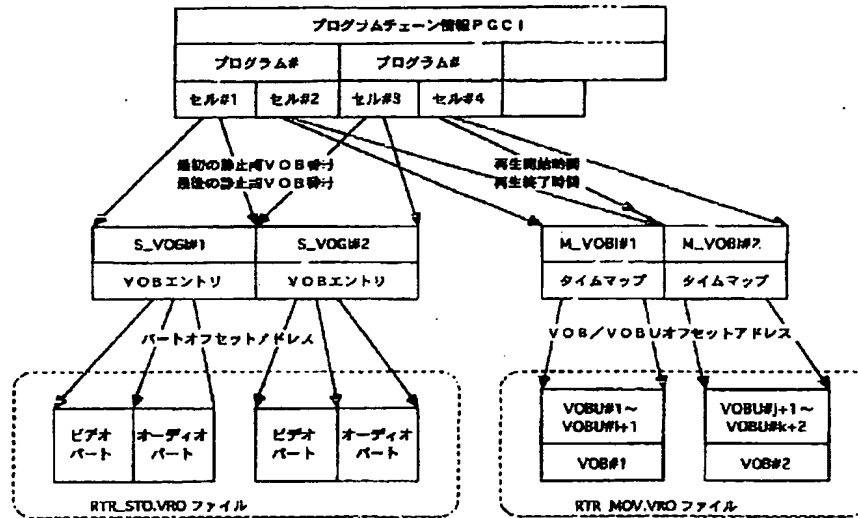 プログラムチェーン情報PGCI
プログラム# プログラム#
セル#1 セル#2 セル#3 セル#4
最初の静止画VOB番号
最後の静止画VOB番号
再生開始時間
再生終了時間
S_VOGI#1 S_VOGI#2
VOBエントリ VOBエントリ
M_VOBI#1 M_VOBI#2
タイムマップ タイムマップ
パートオフセットアドレス
VOB/VOBUオフセットアドレス
ビデオパート オーディオパート ビデオパート オーディオパート
VOBU#1~
VOBU#i+1
VOB#1
VOBU#j+1~
VOBU#k+2
VOB#2
RTR_STO.VRO ファイル
RTR_MOV.VRO ファイル